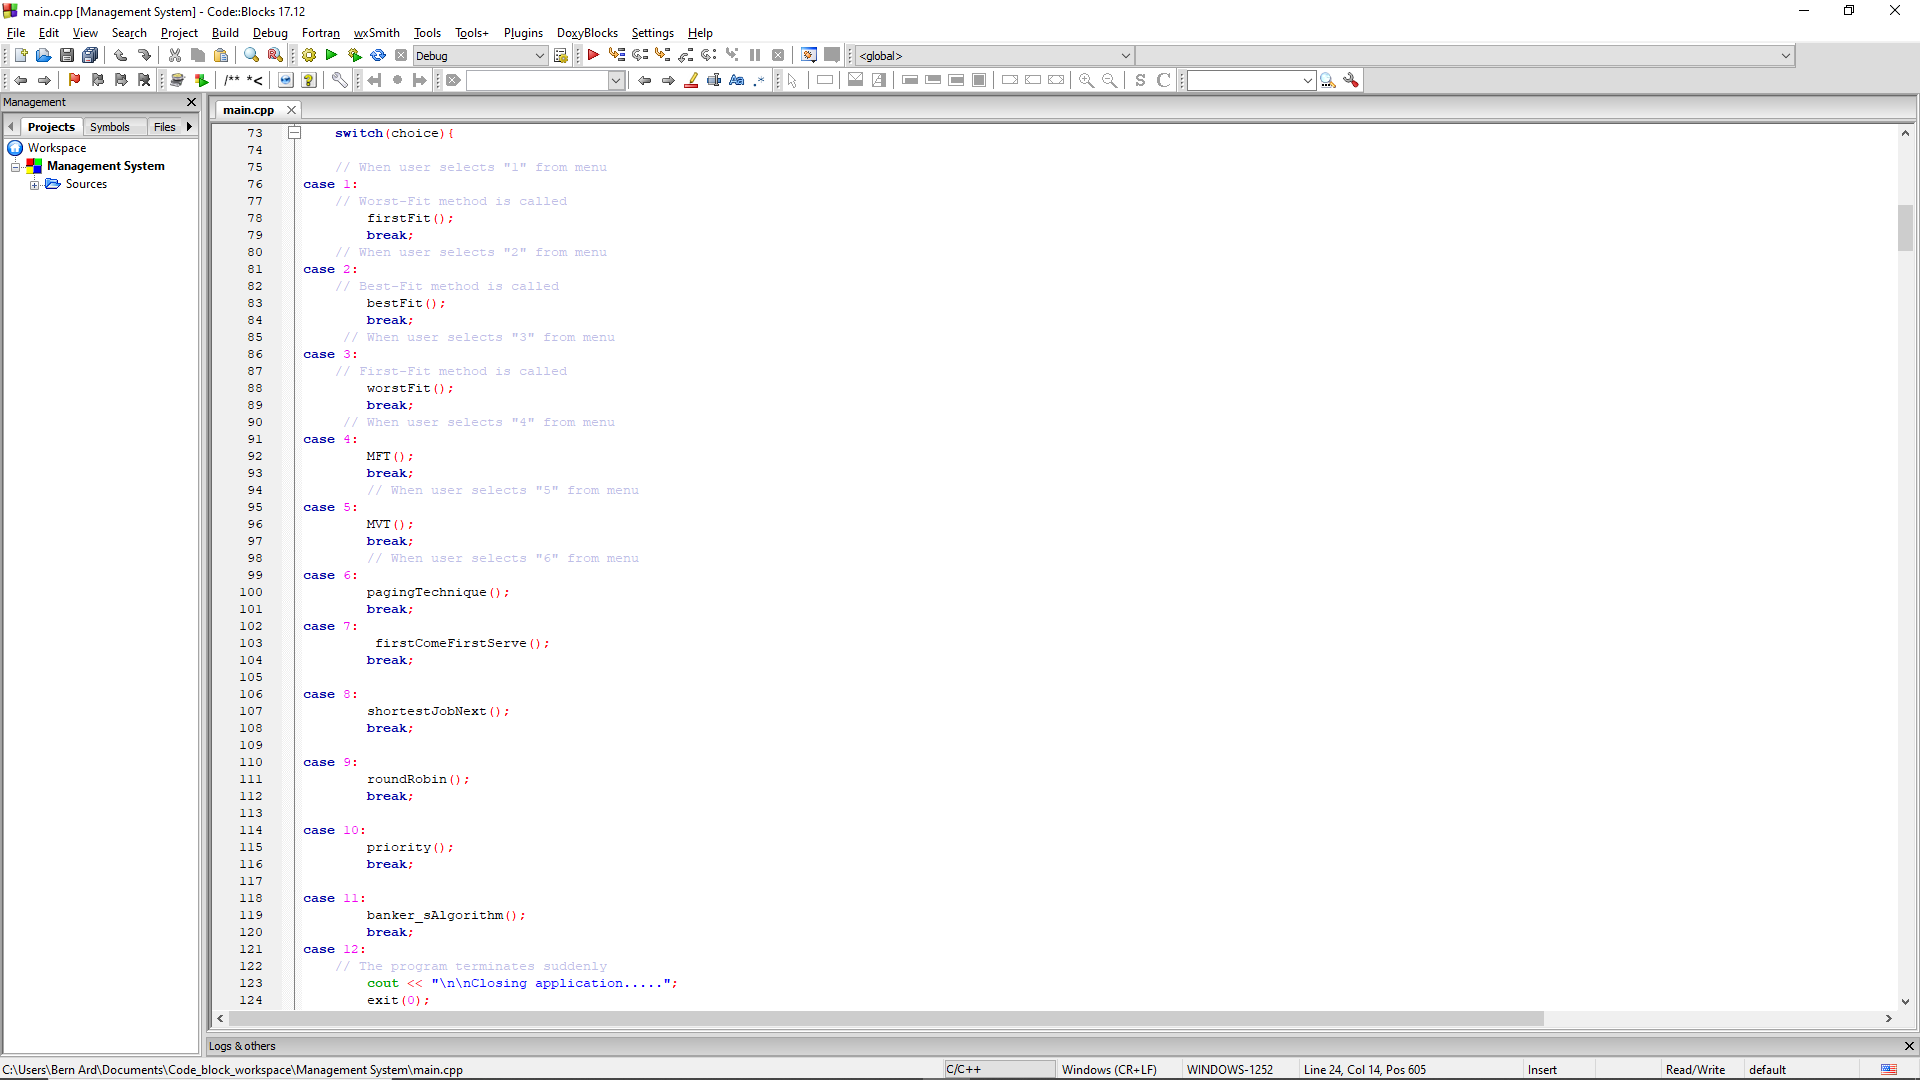 main.cpp [Management System] - Code::Blocks 17.12
File Edit View Search Project Build Debug Fortran wxSmith Tools Tools+ Plugins DoxyBlocks Settings Help
Debug <global>
/** *< Aa .* S C
Management
main.cpp
Projects Symbols Files
Workspace
Management System
Sources
73 switch(choice){
74
75 // When user selects "1" from menu
76 case 1:
77 // Worst-Fit method is called
78 firstFit();
79 break;
80 // When user selects "2" from menu
81 case 2:
82 // Best-Fit method is called
83 bestFit();
84 break;
85 // When user selects "3" from menu
86 case 3:
87 // First-Fit method is called
88 worstFit();
89 break;
90 // When user selects "4" from menu
91 case 4:
92 MFT();
93 break;
94 // When user selects "5" from menu
95 case 5:
96 MVT();
97 break;
98 // When user selects "6" from menu
99 case 6:
100 pagingTechnique();
101 break;
102 case 7:
103 firstComeFirstServe();
104 break;
105
106 case 8:
107 shortestJobNext();
108 break;
109
110 case 9:
111 roundRobin();
112 break;
113
114 case 10:
115 priority();
116 break;
117
118 case 11:
119 banker_sAlgorithm();
120 break;
121 case 12:
122 // The program terminates suddenly
123 cout << "\n\nClosing application.....";
124 exit(0);
Logs & others
C:\Users\Bern Ard\Documents\Code_block_workspace\Management System\main.cpp C/C++ Windows (CR+LF) WINDOWS-1252 Line 24, Col 14, Pos 605 Insert Read/Write default